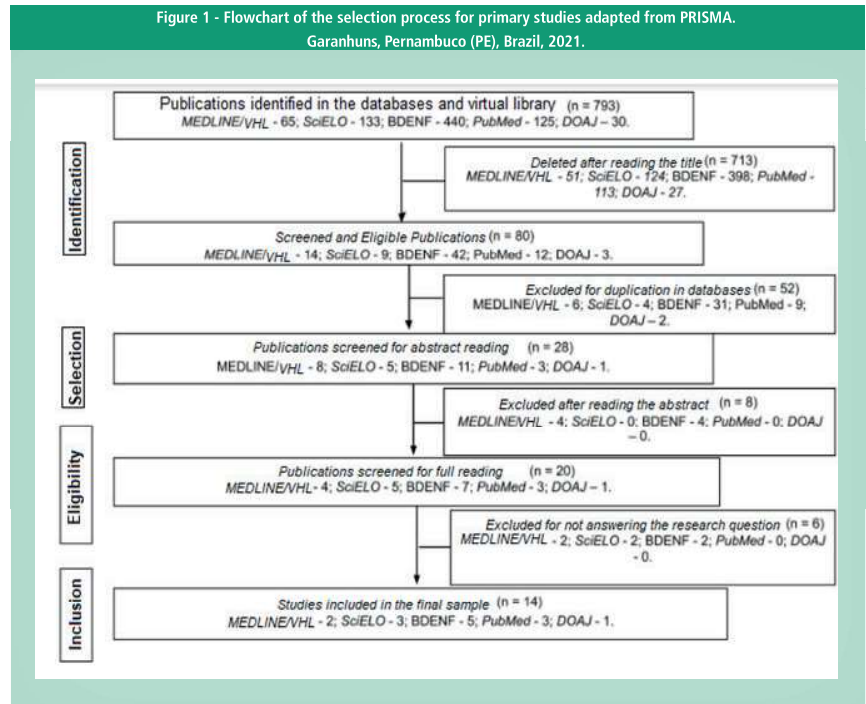 Figure 1 - Flowchart of the selection process for primary studies adapted from PRISMA.
Garanhuns, Pernambuco (PE), Brazil, 2021.
Identification
Publications identified in the databases and virtual library (n = 793)
MEDLINE/VHL - 65; SciELO - 133; BDENF - 440; PubMed - 125; DOAJ – 30.
Deleted after reading the title (n = 713)
MEDLINE/VHL - 51; SciELO - 124; BDENF - 398; PubMed -
113; DOAJ - 27.
Screened and Eligible Publications (n = 80)
MEDLINE/VHL - 14; SciELO - 9; BDENF - 42; PubMed - 12; DOAJ - 3.
Excluded for duplication in databases (n = 52)
MEDLINE/VHL - 6; SciELO - 4; BDENF - 31; PubMed - 9;
DOAJ – 2.
Selection
Publications screened for abstract reading (n = 28)
MEDLINE/VHL - 8; SciELO - 5; BDENF - 11; PubMed - 3; DOAJ - 1.
Excluded after reading the abstract (n = 8)
MEDLINE/VHL - 4; SciELO - 0; BDENF - 4; PubMed - 0; DOAJ
– 0.
Eligibility
Publications screened for full reading (n = 20)
MEDLINE/VHL - 4; SciELO - 5; BDENF - 7; PubMed - 3; DOAJ – 1.
Excluded for not answering the research question (n = 6)
MEDLINE/VHL - 2; SciELO - 2; BDENF - 2; PubMed - 0; DOAJ
- 0.
Inclusion
Studies included in the final sample (n = 14)
MEDLINE/VHL - 2; SciELO - 3; BDENF - 5; PubMed - 3; DOAJ - 1.